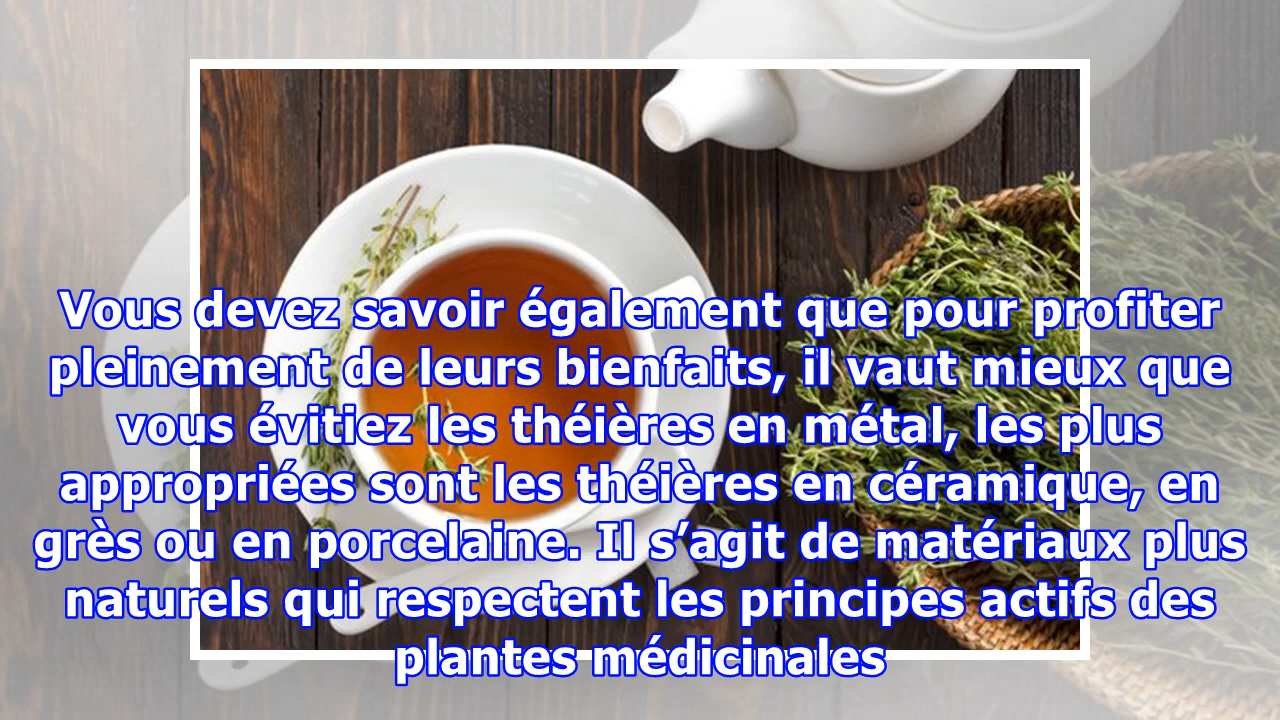 Vous devez savoir également que pour profiter
pleinement de leurs bienfaits, il vaut mieux que
vous évitiez les théières en métal, les plus
appropriées sont les théières en céramique, en
grès ou en porcelaine. Il s’agit de matériaux plus
naturels qui respectent les principes actifs des
plantes médicinales